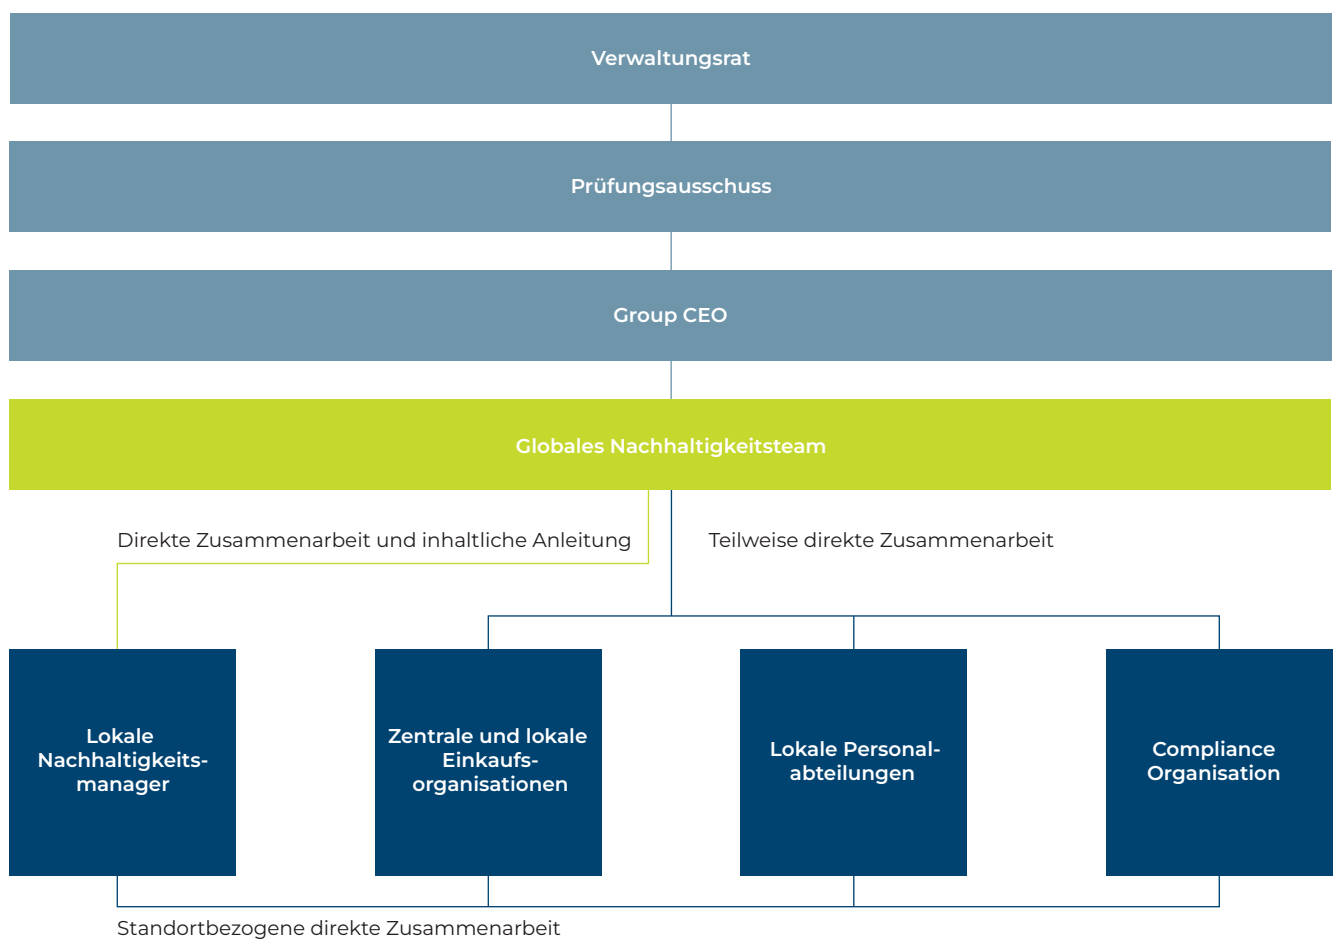 Verwaltungsrat
Prüfungsausschuss
Group CEO
Globales Nachhaltigkeitsteam
Direkte Zusammenarbeit und inhaltliche Anleitung
Teilweise direkte Zusammenarbeit
Lokale
Nachhaltigkeits-
manager
Zentrale und lokale
Einkaufs-
organisationen
Lokale Personal-
abteilungen
Compliance
Organisation
Standortbezogene direkte Zusammenarbeit